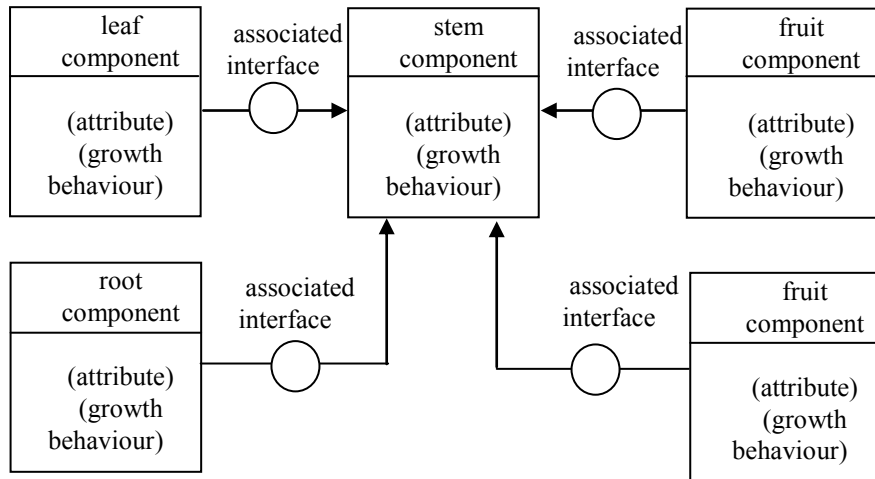 leaf
component
(attribute)
(growth
behaviour)
associated
interface
stem
component
(attribute)
(growth
behaviour)
associated
interface
fruit
component
(attribute)
(growth
behaviour)
root
component
(attribute)
(growth
behaviour)
associated
interface
associated
interface
fruit
component
(attribute)
(growth
behaviour)